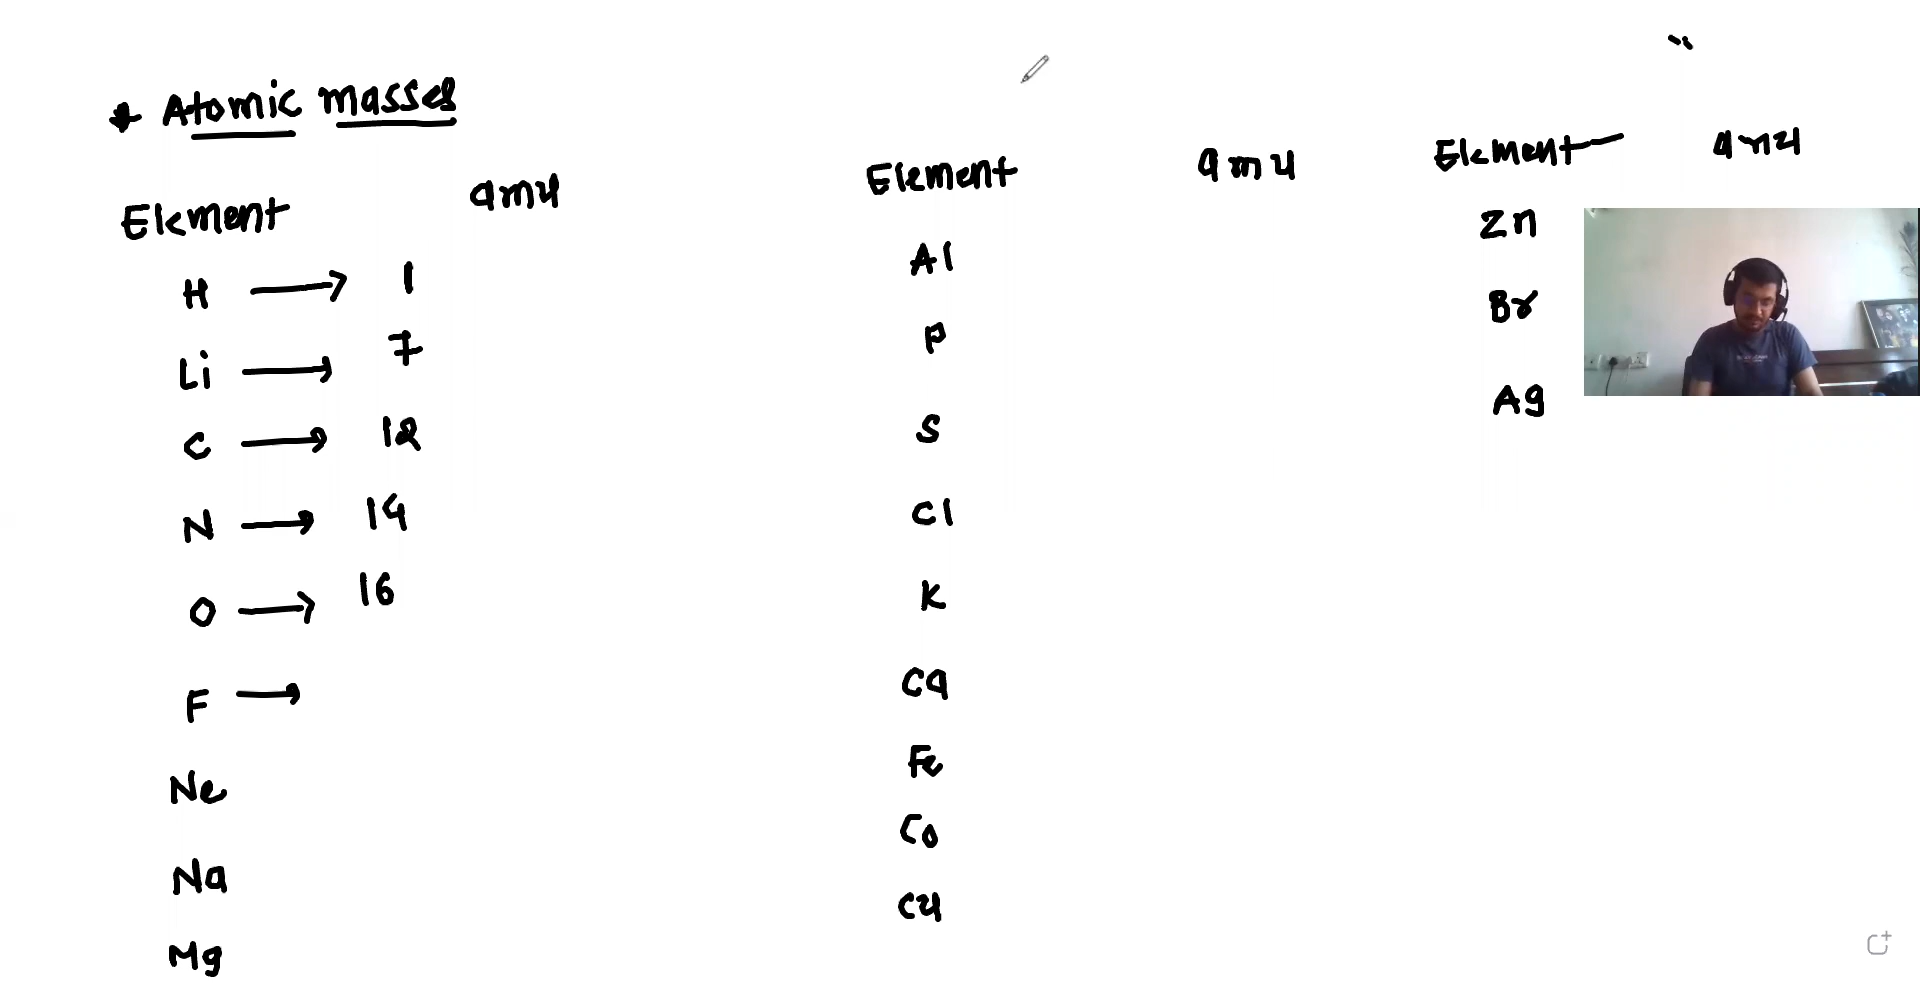 * Atomic masses
Element amu
H → 1
Li → 7
C → 12
N → 14
O → 16
F →
Ne
Na
Mg
Element amu
Al
P
S
Cl
K
Ca
Fe
Co
Cu
Element amu
Zn
Br
Ag